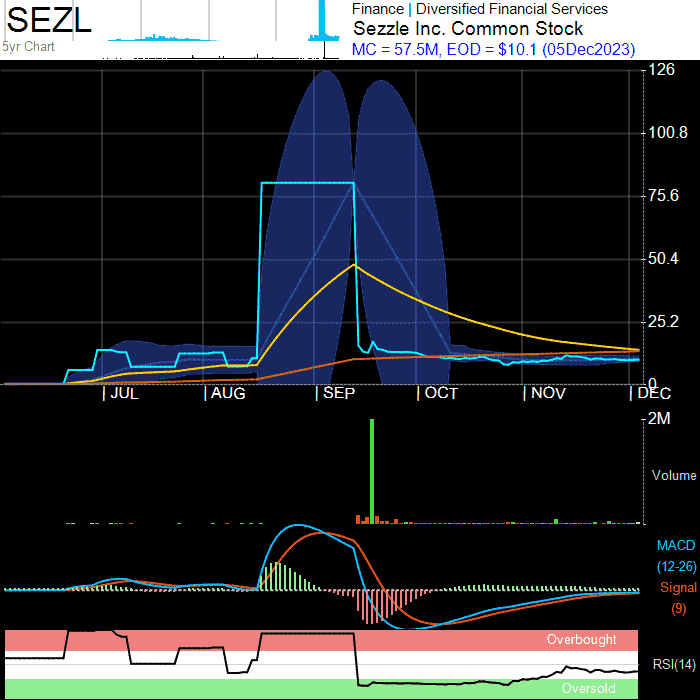 SEZL
5yr Chart
Finance | Diversified Financial Services
Sezzle Inc. Common Stock
MC = 57.5M, EOD = $10.1 (05Dec2023)
126
100.8
75.6
50.4
25.2
0
| JUL | AUG | SEP | OCT | NOV | DEC
2M
Volume
MACD
(12-26)
Signal
(9)
Overbought
RSI(14)
Oversold